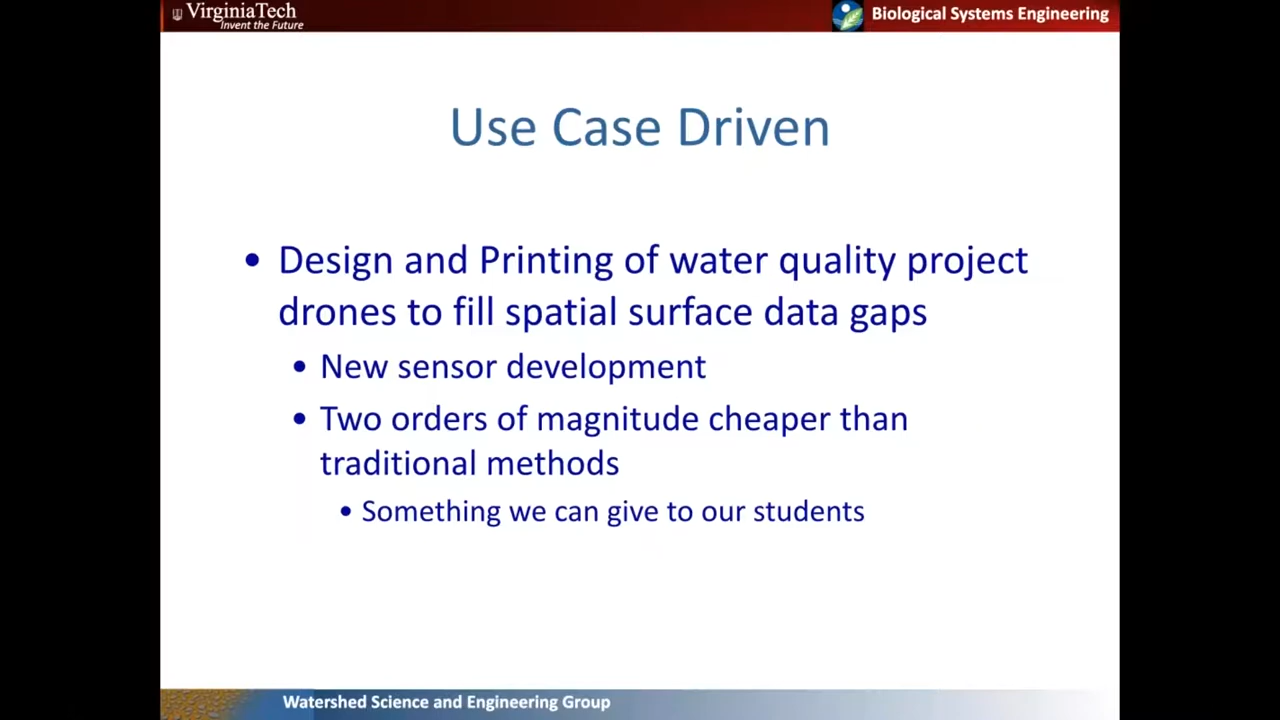 VirginiaTech
Invent the Future
Biological Systems Engineering
Use Case Driven
• Design and Printing of water quality project
drones to fill spatial surface data gaps
• New sensor development
• Two orders of magnitude cheaper than
traditional methods
• Something we can give to our students
Watershed Science and Engineering Group